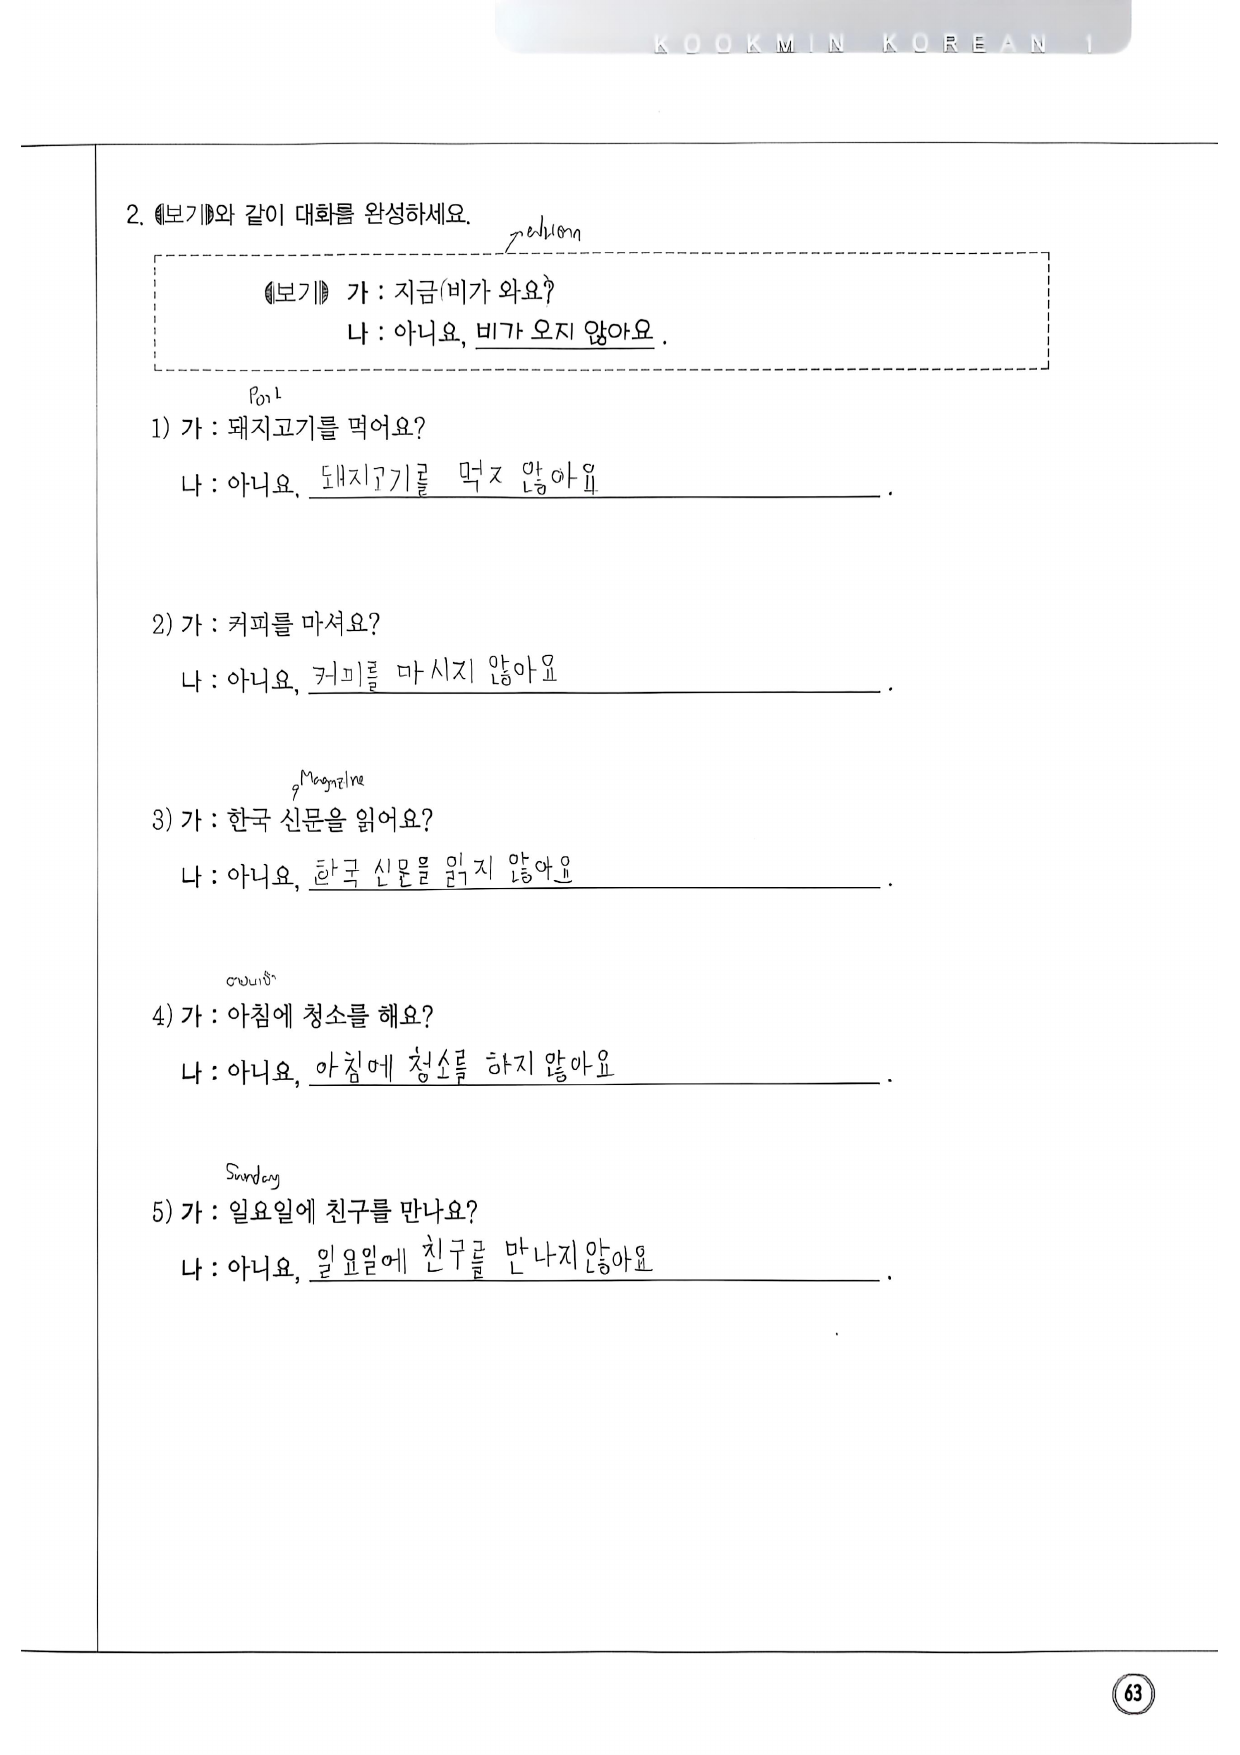 KOOKMIN KOREAN 1
2. 《보기》와 같이 대화를 완성하세요.
《보기》 가 : 지금(비가 와요?
나 : 아니요, 비가 오지 않아요.
1) 가 : 돼지고기를 먹어요?
나 : 아니요, 돼지고기를 먹ㅈ 않아요.
2) 가 : 커피를 마셔요?
나 : 아니요, 커피를 마시지 않아요.
Magnzine
3) 가 : 한국 신문을 읽어요?
나 : 아니요, 한국 신문을 읽지 않아요.
4) 가 : 아침에 청소를 해요?
나 : 아니요, 아침에 청소를 하지 않아요.
Sunday
5) 가 : 일요일에 친구를 만나요?
나 : 아니요, 일요일에 친구를 만나지 않아요.
63